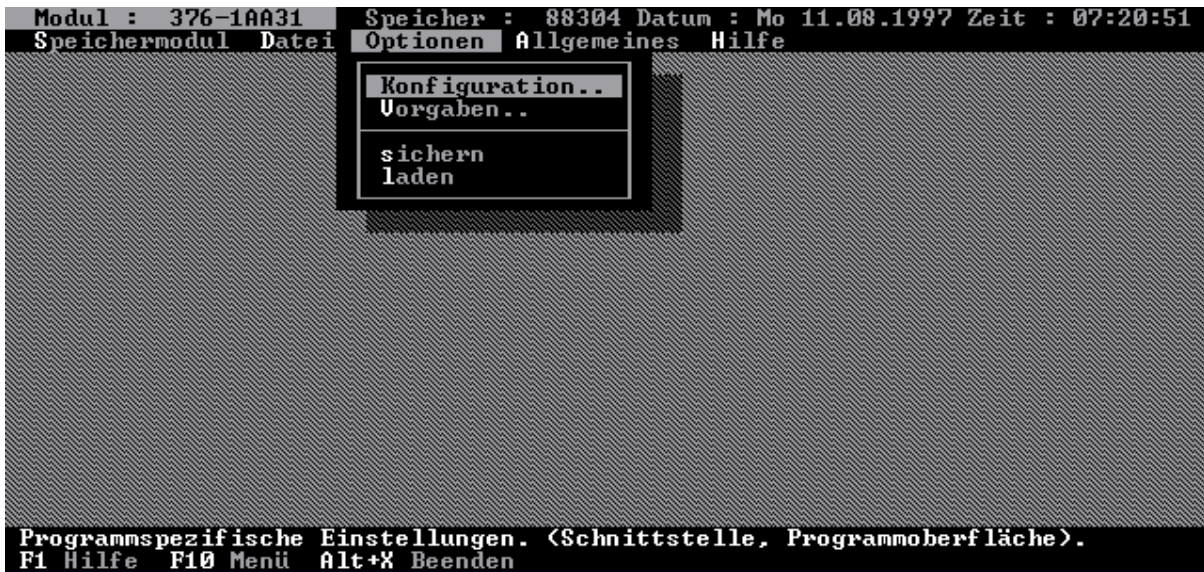 Modul : 376-1AA31 Speicher : 88304 Datum : Mo 11.08.1997 Zeit : 07:20:51
Speichermodul Datei Optionen Allgemeines Hilfe
Konfiguration..
Vorgaben..
sichern
laden
Programmspezifische Einstellungen. (Schnittstelle, Programmoberfläche).
F1 Hilfe F10 Menü Alt+X Beenden